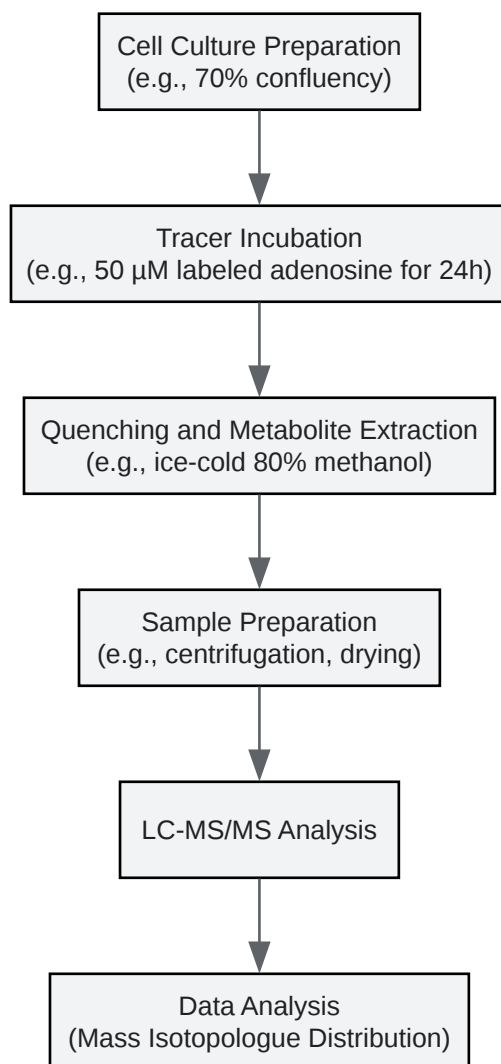 Cell Culture Preparation
(e.g., 70% confluency)
Tracer Incubation
(e.g., 50 µM labeled adenosine for 24h)
Quenching and Metabolite Extraction
(e.g., ice-cold 80% methanol)
Sample Preparation
(e.g., centrifugation, drying)
LC-MS/MS Analysis
Data Analysis
(Mass Isotopologue Distribution)